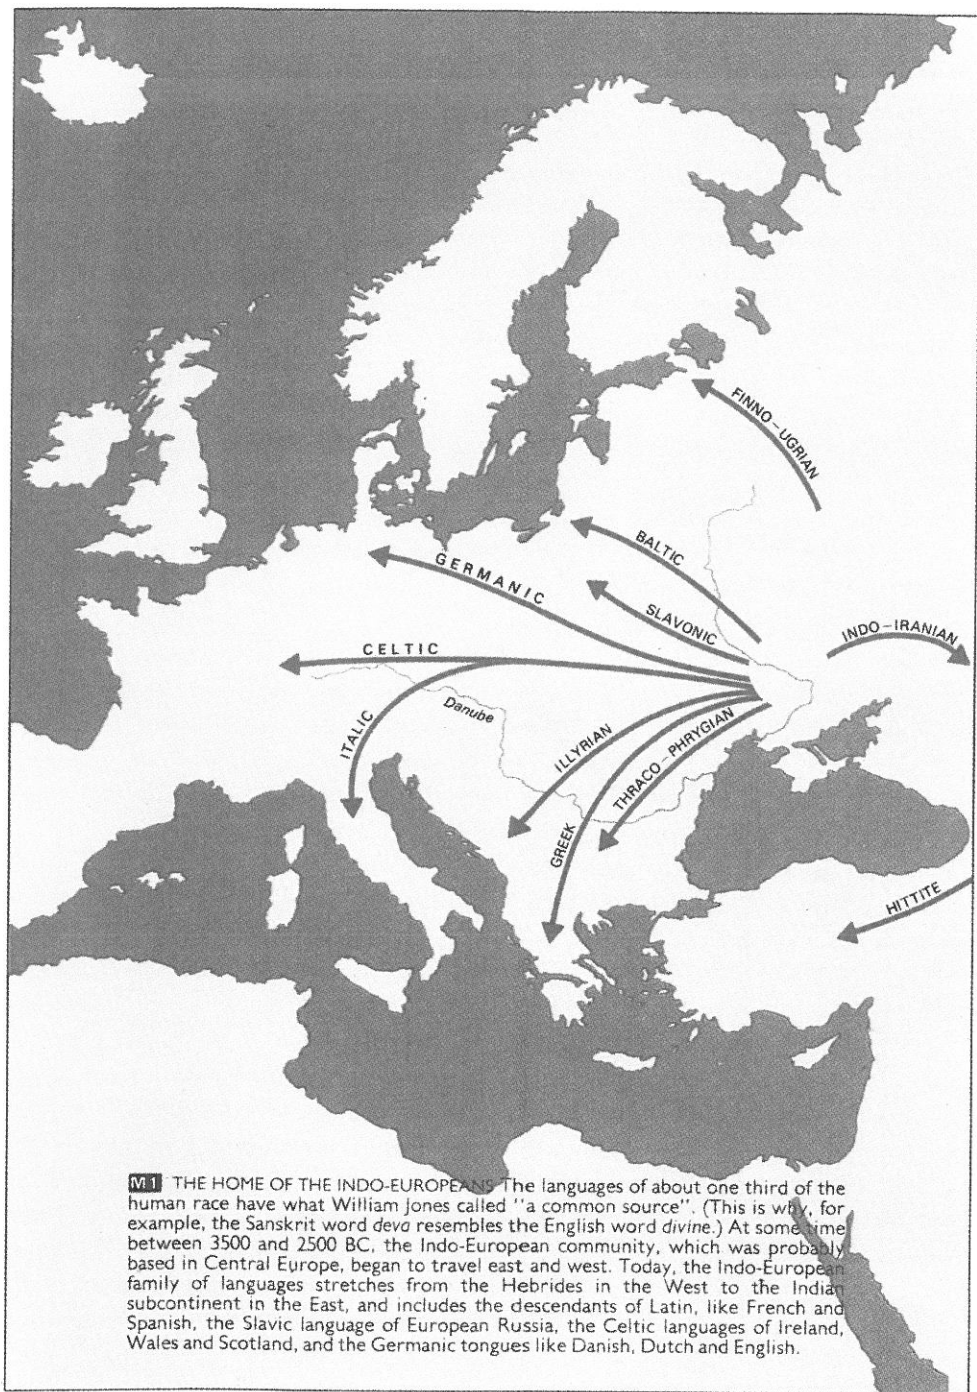 FINNO-UGRIAN
BALTIC
GERMANIC
SLAVONIC
INDO-IRANIAN
CELTIC
ITALIC
Danube
ILLYRIAN
THRACO-PHRYGIAN
GREEK
HITTITE
M 1 THE HOME OF THE INDO-EUROPEANS The languages of about one third of the
human race have what William Jones called "a common source". (This is why, for
example, the Sanskrit word deva resembles the English word divine.) At some time
between 3500 and 2500 BC, the Indo-European community, which was probably
based in Central Europe, began to travel east and west. Today, the Indo-European
family of languages stretches from the Hebrides in the West to the Indian
subcontinent in the East, and includes the descendants of Latin, like French and
Spanish, the Slavic language of European Russia, the Celtic languages of Ireland,
Wales and Scotland, and the Germanic tongues like Danish, Dutch and English.